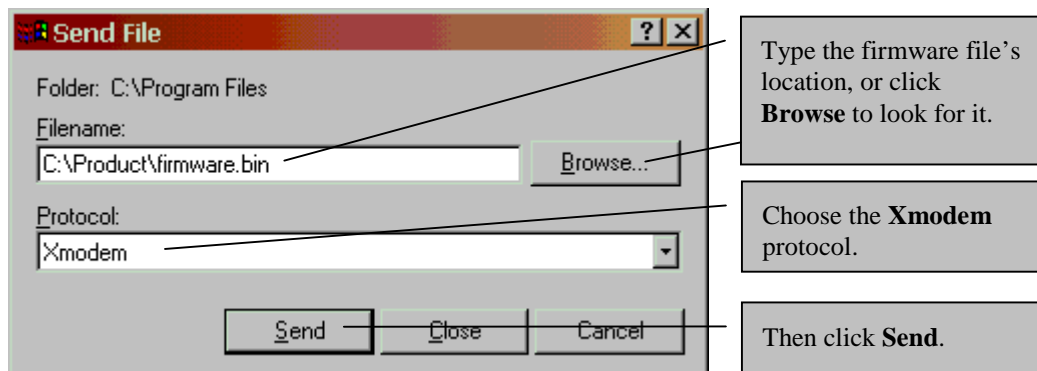 Send File
Folder: C:\Program Files
Filename:
C:\Product\firmware.bin
Browse...
Protocol:
Xmodem
Send
Close
Cancel
Type the firmware file’s
location, or click
Browse to look for it.
Choose the Xmodem
protocol.
Then click Send.